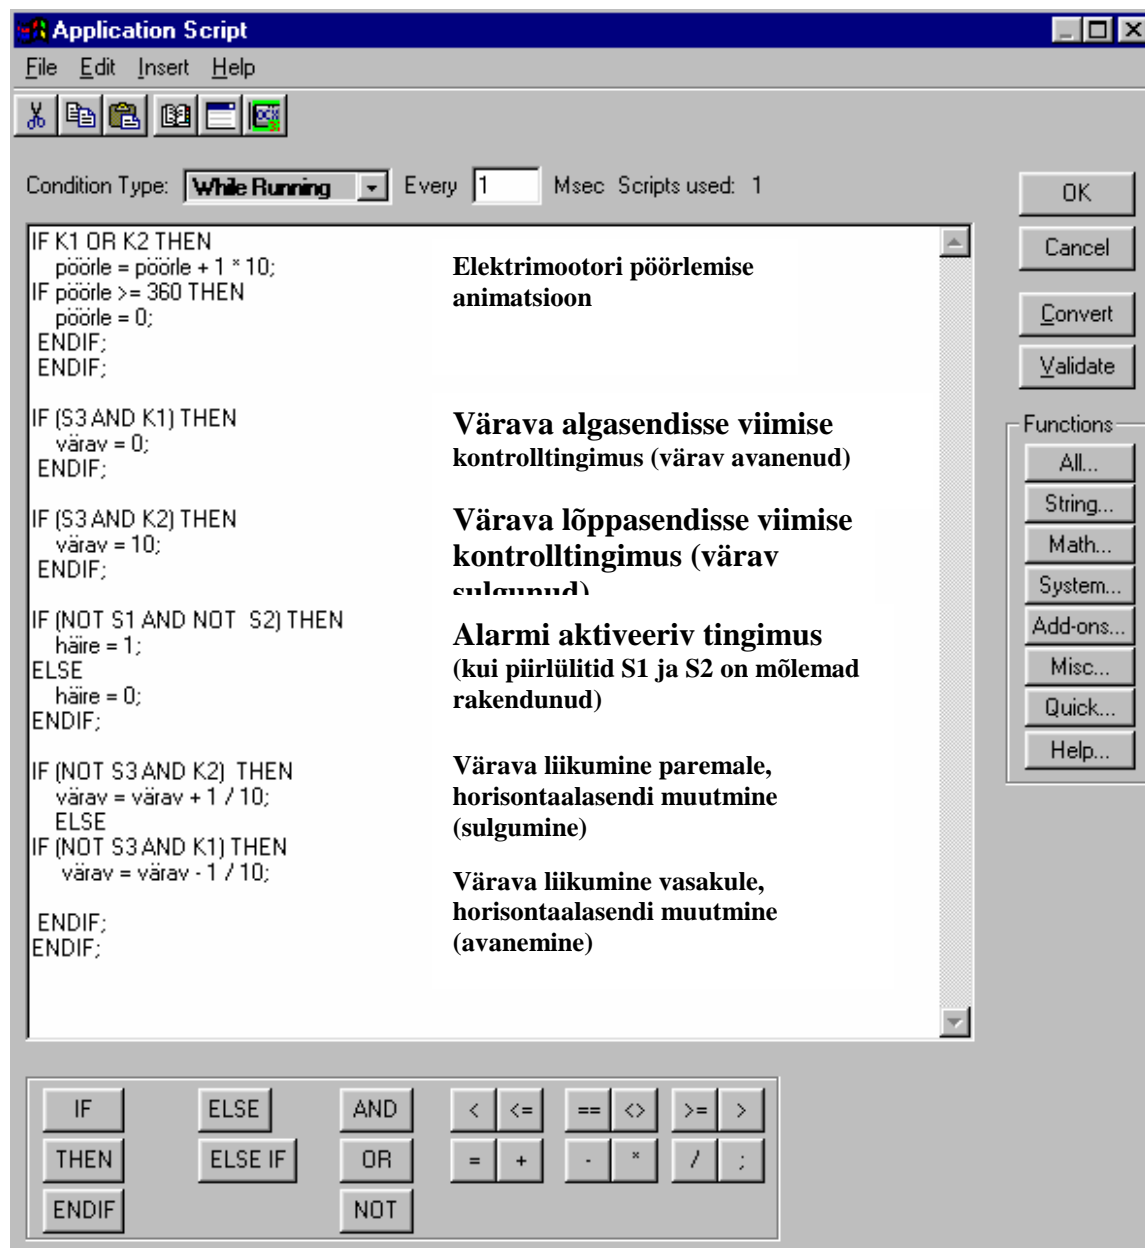 Application Script
File Edit Insert Help
Condition Type: While Running Every 1 Msec Scripts used: 1
IF K1 OR K2 THEN
pöörle = pöörle + 1 * 10;
IF pöörle >= 360 THEN
pöörle = 0;
ENDIF;
ENDIF;
Elektrimootori pöörlemise
animatsioon
IF (S3 AND K1) THEN
värav = 0;
ENDIF;
Värava algasendisse viimise
kontrolltingimus (värav avanenud)
IF (S3 AND K2) THEN
värav = 10;
ENDIF;
Värava lõppasendisse viimise
kontrolltingimus (värav
sulgunud)
IF (NOT S1 AND NOT S2) THEN
häire = 1;
ELSE
häire = 0;
ENDIF;
Alarmi aktiveeriv tingimus
(kui piirlülitid S1 ja S2 on mõlemad
rakendunud)
IF (NOT S3 AND K2) THEN
värav = värav + 1 / 10;
ELSE
IF (NOT S3 AND K1) THEN
värav = värav - 1 / 10;
ENDIF;
ENDIF;
Värava liikumine paremale,
horisontaalasendi muutmine
(sulgumine)
Värava liikumine vasakule,
horisontaalasendi muutmine
(avanemine)
OK
Cancel
Convert
Validate
Functions
All...
String...
Math...
System...
Add-ons...
Misc...
Quick...
Help...
IF ELSE AND < <= == <> >= >
THEN ELSE IF OR = + - * / ;
ENDIF NOT